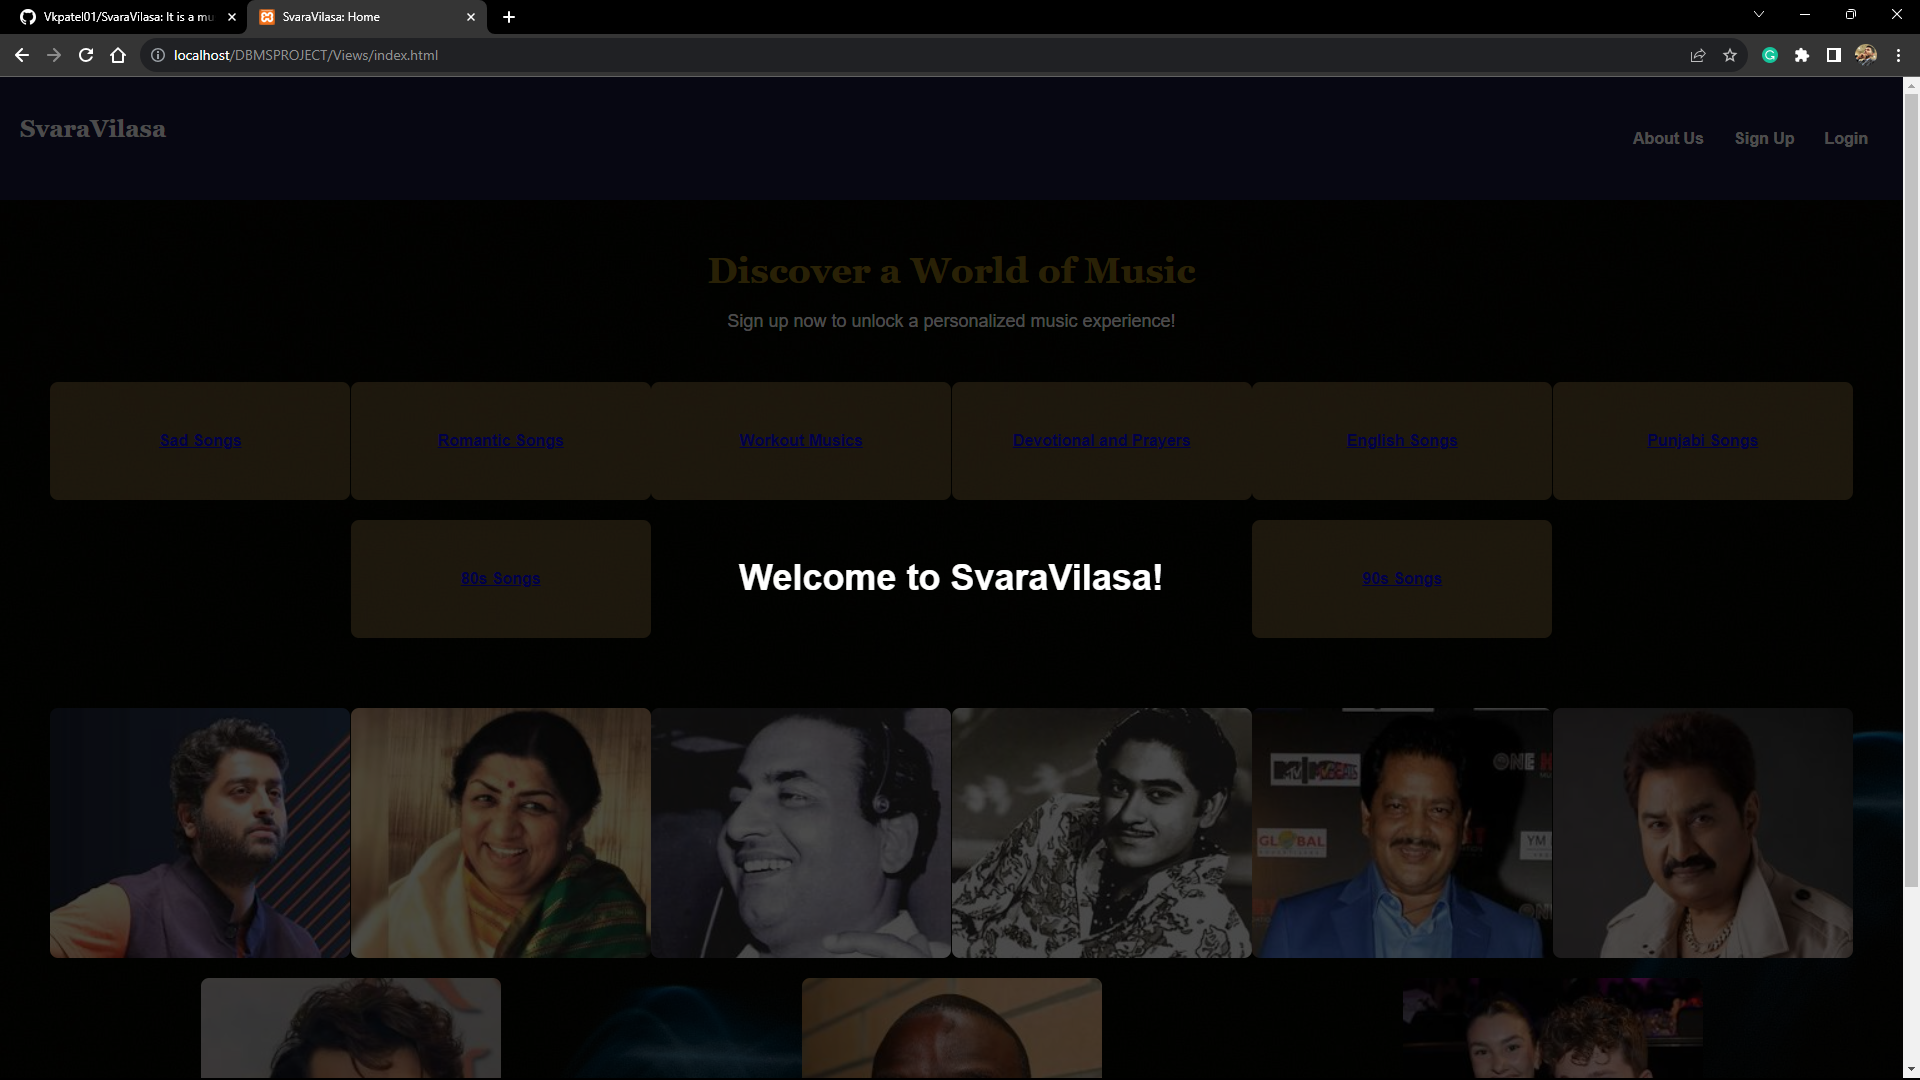 Vkpatel01/SvaraVilasa: It is a mu
SvaraVilasa: Home
localhost/DBMSPROJECT/Views/index.html
SvaraVilasa
About Us Sign Up Login
Discover a World of Music
Sign up now to unlock a personalized music experience!
Sad Songs Romantic Songs Workout Musics Devotional and Prayers English Songs Punjabi Songs
80s Songs Welcome to SvaraVilasa! 90s Songs
ONE
GLOBAL
YM